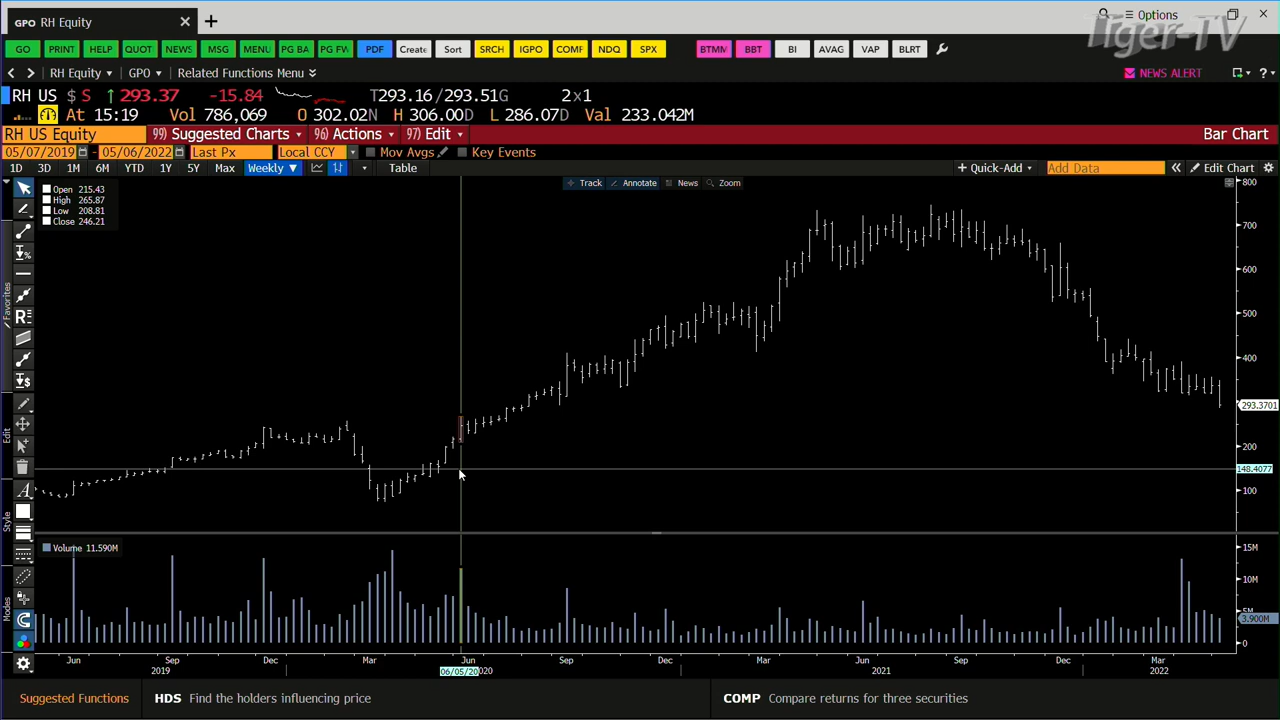 GPO RH Equity
Options
Tiger-TV
GO PRINT HELP QUOT NEWS MSG MENU PG BA PG FW PDF Create Sort SRCH IGPO COMF NDQ SPX BTMM BBT BI AVAG VAP BLRT
RH Equity GPO Related Functions Menu NEWS ALERT ?
RH US $ S 293.37 -15.84 T293.16/293.51G 2x1
At 15:19 Vol 786,069 O 302.02N H 306.00D L 286.07D Val 233.042M
RH US Equity 99) Suggested Charts 96) Actions 97) Edit Bar Chart
05/07/2019 - 05/06/2022 Last Px Local CCY Mov Avgs Key Events
1D 3D 1M 6M YTD 1Y 5Y Max Weekly ▼ Table + Quick-Add Add Data « Edit Chart
Track Annotate News Zoom
Open 215.43
High 265.87
Low 208.81
Close 246.21
Favorites
Edit
Style
Modes
800
700
600
500
400
293.3701
200
148.4077
100
Volume 11.590M
15M
10M
5M
3.900M
0
Jun Sep Dec Mar Jun Sep Dec Mar Jun Sep Dec Mar
2019 06/05/20 020 2021 2022
Suggested Functions HDS Find the holders influencing price COMP Compare returns for three securities